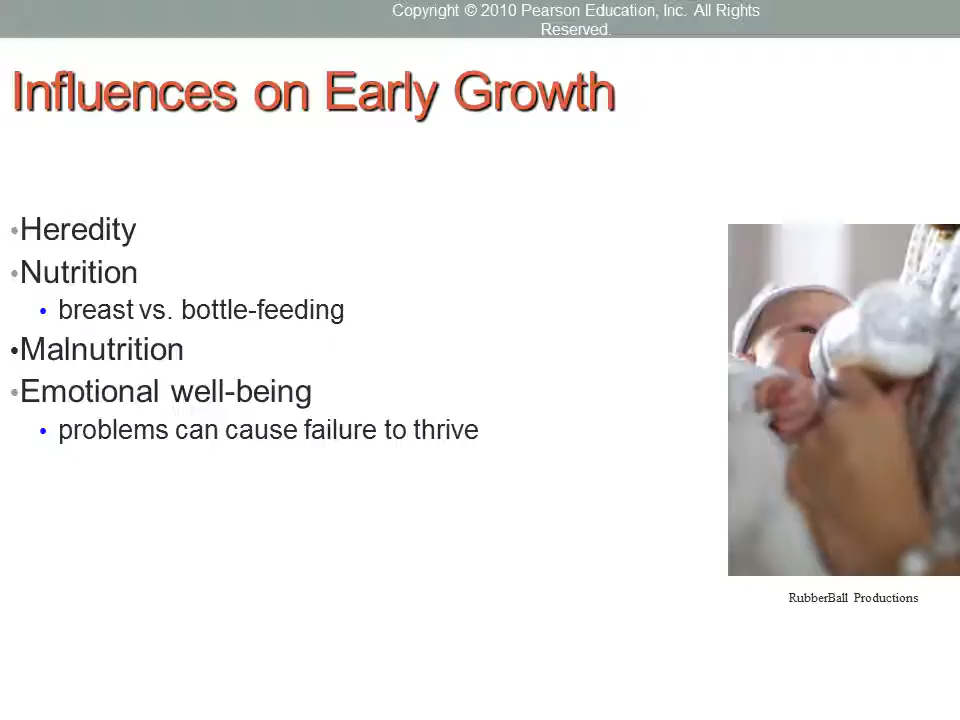 Copyright © 2010 Pearson Education, Inc. All Rights
Reserved.
Influences on Early Growth
•Heredity
•Nutrition
• breast vs. bottle-feeding
•Malnutrition
•Emotional well-being
• problems can cause failure to thrive
RubberBall Productions